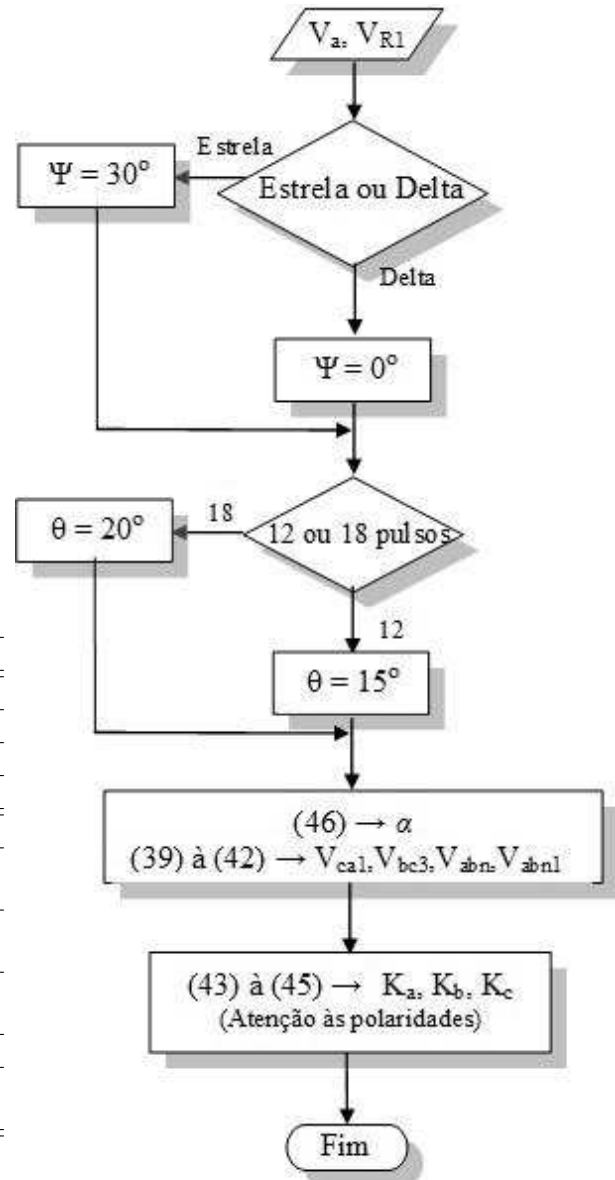 Va, VR1
Estrela
Ψ = 30°
Estrela ou Delta
Delta
Ψ = 0°
18
θ = 20°
12 ou 18 pulsos
12
θ = 15°
(46) → α
(39) à (42) → Vca1,Vbc3,Vabn,Vabn1
(43) à (45) → Ka, Kb, Kc
(Atenção às polaridades)
Fim